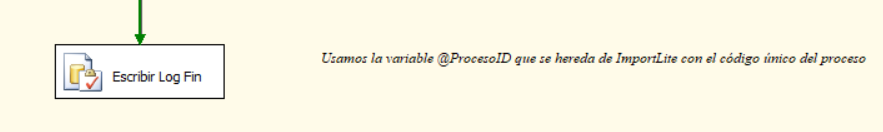 Usamos la variable @ProcesoID que se hereda de ImportLite con el código único del proceso
Escribir Log Fin